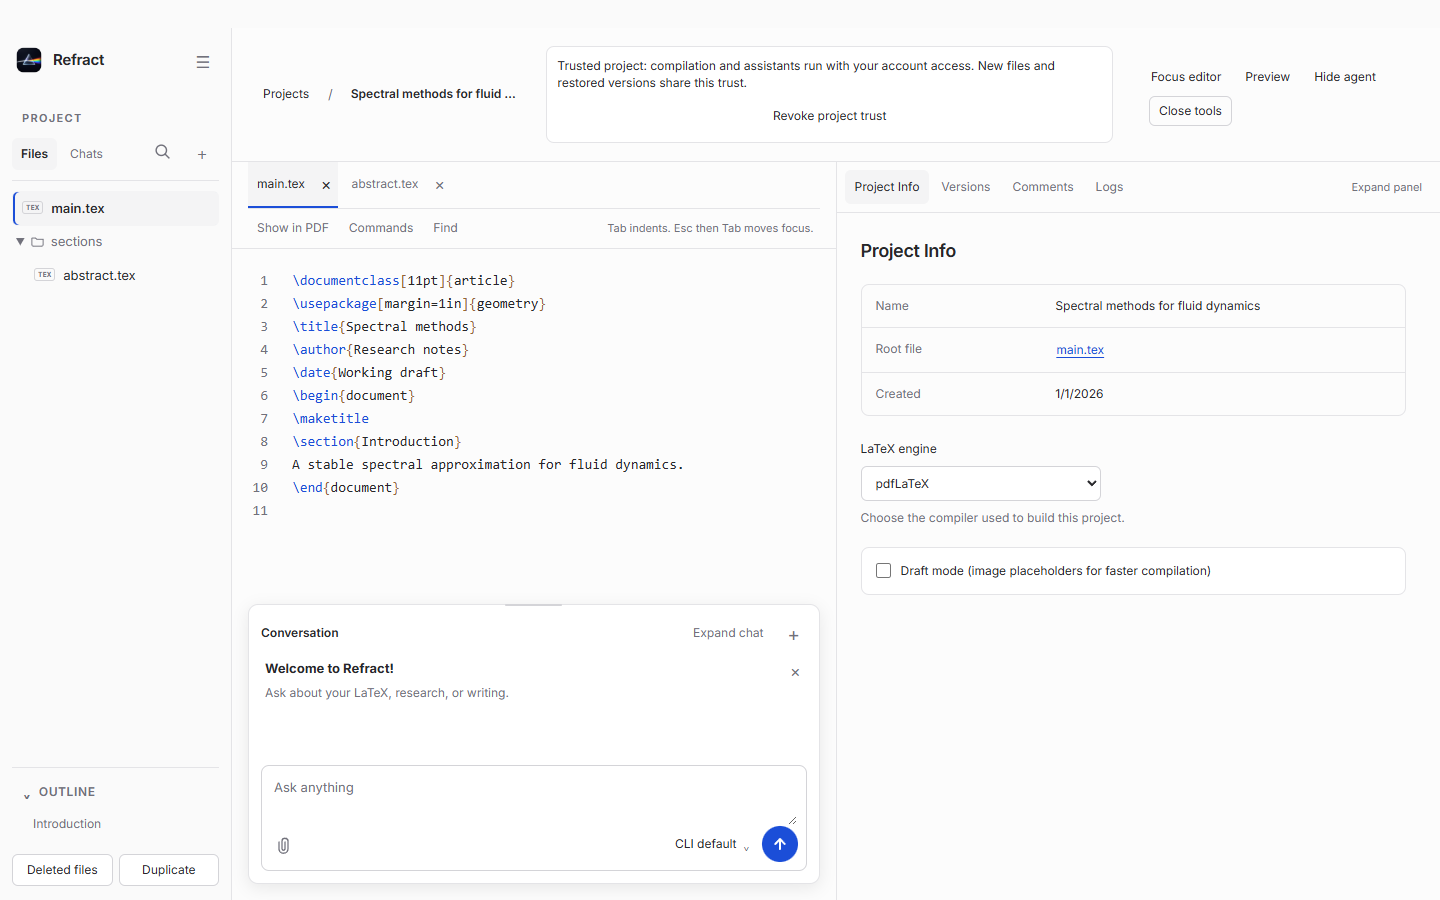 Refract
PROJECT
Files
Chats
+
TEX main.tex
sections
TEX abstract.tex
OUTLINE
Introduction
Deleted files
Duplicate
Projects / Spectral methods for fluid ...
Trusted project: compilation and assistants run with your account access. New files and
restored versions share this trust.
Revoke project trust
Focus editor
Preview
Hide agent
Close tools
main.tex ×
abstract.tex ×
Show in PDF
Commands
Find
Tab indents. Esc then Tab moves focus.
1 \documentclass[11pt]{article}
2 \usepackage[margin=1in]{geometry}
3 \title{Spectral methods}
4 \author{Research notes}
5 \date{Working draft}
6 \begin{document}
7 \maketitle
8 \section{Introduction}
9 A stable spectral approximation for fluid dynamics.
10 \end{document}
11
Conversation
Expand chat
+
Welcome to Refract!
×
Ask about your LaTeX, research, or writing.
Ask anything
CLI default
Project Info
Versions
Comments
Logs
Expand panel
Project Info
Name Spectral methods for fluid dynamics
Root file main.tex
Created 1/1/2026
LaTeX engine
pdfLaTeX
Choose the compiler used to build this project.
Draft mode (image placeholders for faster compilation)